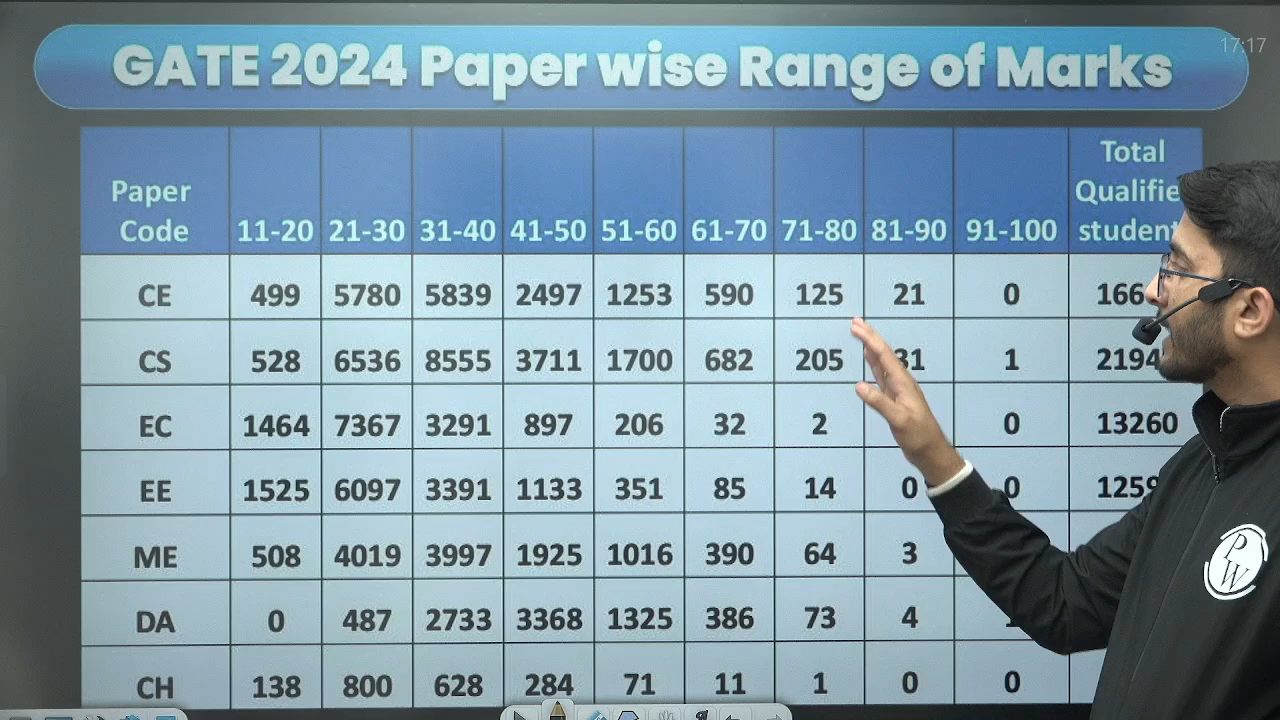 17:17
GATE 2024 Paper wise Range of Marks
Paper Code 11-20 21-30 31-40 41-50 51-60 61-70 71-80 81-90 91-100 Total student
CE 499 5780 5839 2497 1253 590 125 21 0
CS 528 6536 8555 3711 1700 682 205 31 1
EC 1464 7367 3291 897 206 32 2 0 13260
EE 1525 6097 3391 1133 351 85 14 0 0
ME 508 4019 3997 1925 1016 390 64 3
DA 0 487 2733 3368 1325 386 73 4
CH 138 800 628 284 71 11 1 0 0
PW